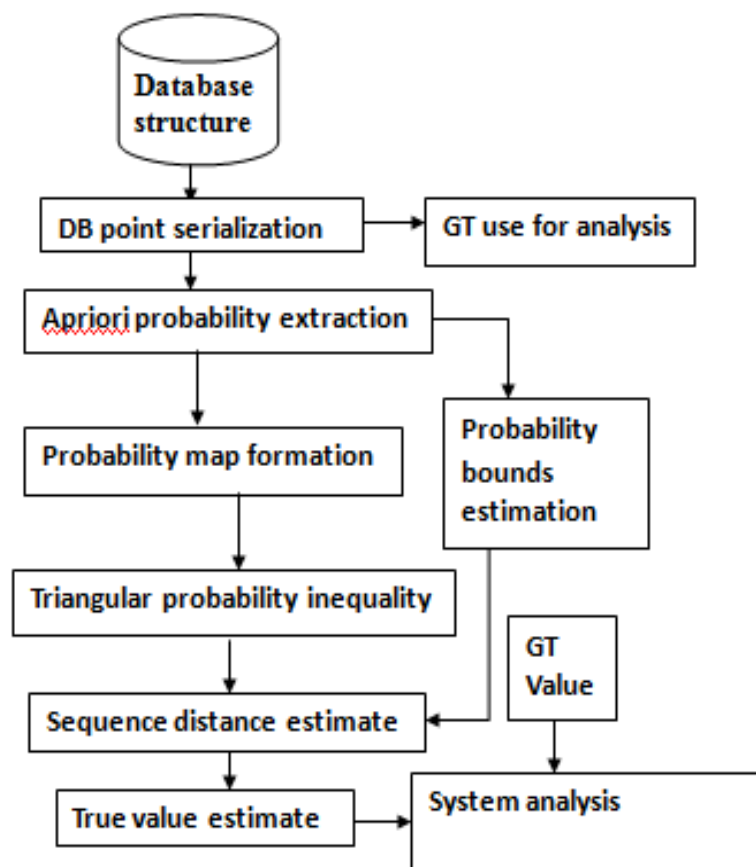 Database
structure
DB point serialization
GT use for analysis
Apriori probability extraction
Probability
bounds
estimation
Probability map formation
Triangular probability inequality
GT
Value
Sequence distance estimate
True value estimate
System analysis